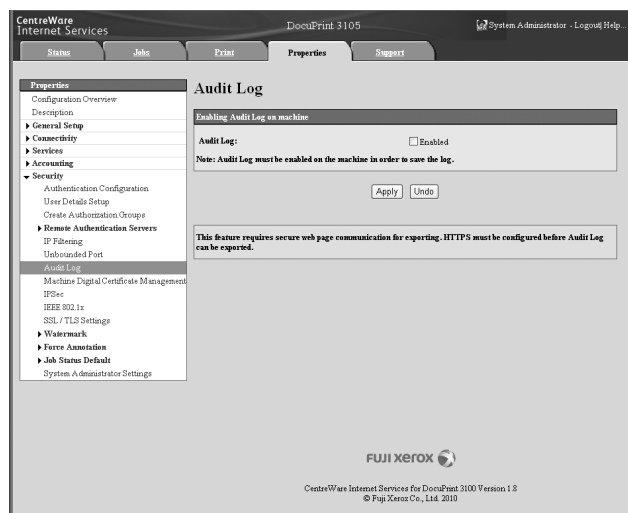 CentreWare
Internet Services
DocuPrint 3105
System Administrator - Logout| Help...
Status
Jobs
Print
Properties
Support
Properties
Configuration Overview
Description
General Setup
Connectivity
Services
Accounting
Security
Authentication Configuration
User Details Setup
Create Authorization Groups
Remote Authentication Servers
IP Filtering
Unbounded Port
Audit Log
Machine Digital Certificate Management
IPSec
IEEE 802.1x
SSL / TLS Settings
Watermark
Force Annotation
Job Status Default
System Administrator Settings
Audit Log
Enabling Audit Log on machine
Audit Log: Enabled
Note: Audit Log must be enabled on the machine in order to save the log.
Apply Undo
This feature requires secure web page communication for exporting. HTTPS must be configured before Audit Log
can be exported.
FUJI xerox
CentreWare Internet Services for DocuPrint 3100 Version 1.8
© Fuji Xerox Co., Ltd. 2010